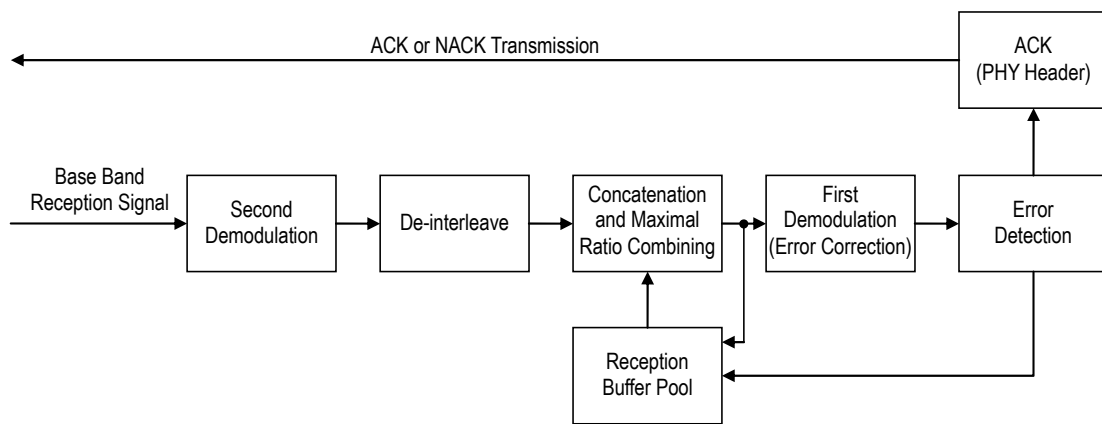 ACK or NACK Transmission
ACK
(PHY Header)
Base Band
Reception Signal
Second
Demodulation
De-interleave
Concatenation
and Maximal
Ratio Combining
First
Demodulation
(Error Correction)
Error
Detection
Reception
Buffer Pool